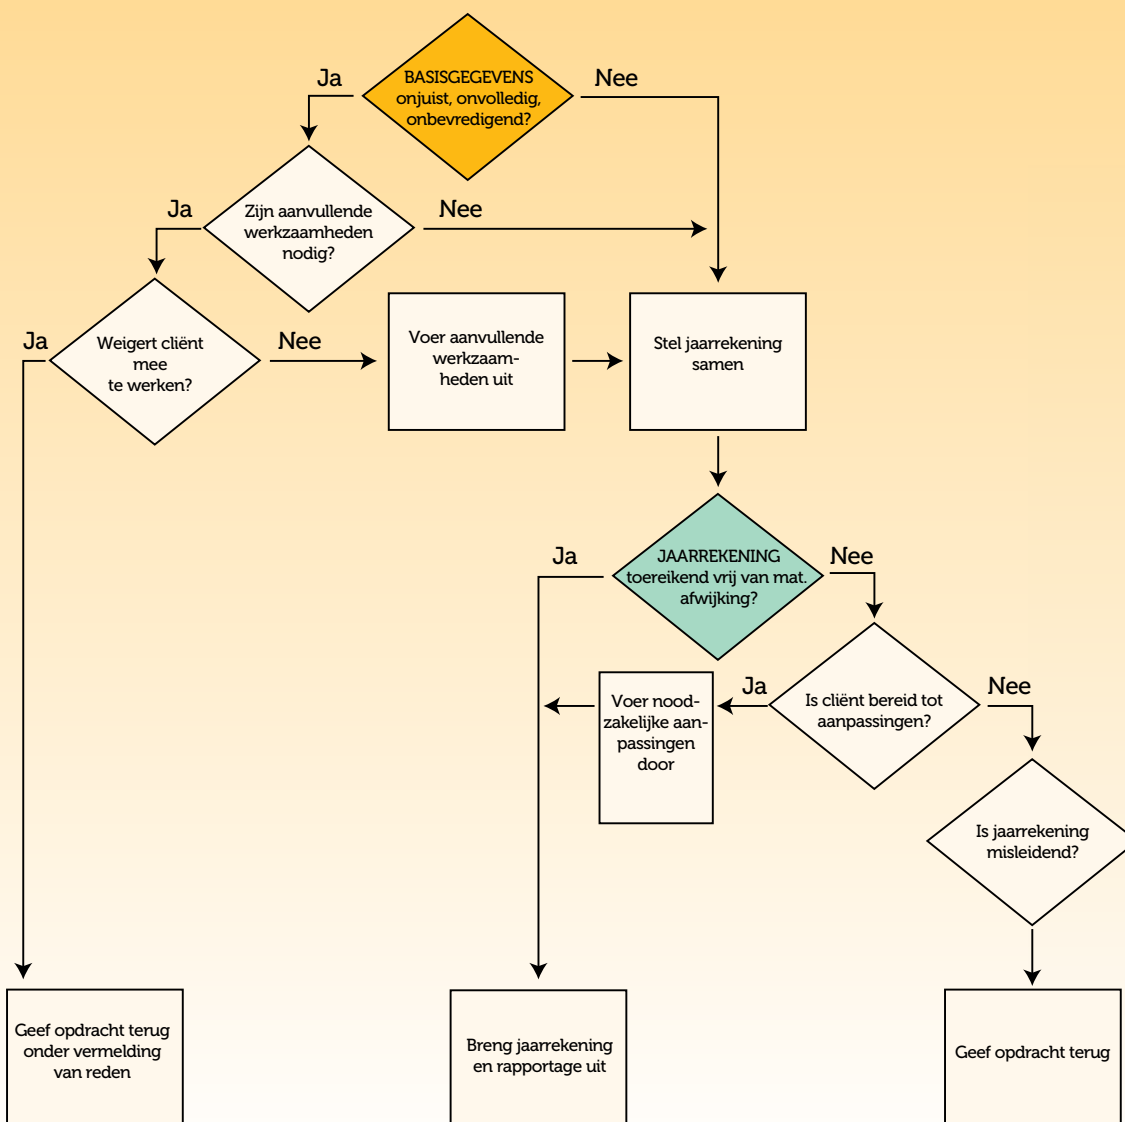 Ja
BASISGEGEVENS
onjuist, onvolledig,
onbevredigend?
Nee
Ja
Zijn aanvullende
werkzaamheden
nodig?
Nee
Ja
Weigert cliënt
mee
te werken?
Nee
Voer aanvullende
werkzaam-
heden uit
Stel jaarrekening
samen
Ja
JAARREKENING
toereikend vrij van mat.
afwijking?
Nee
Voer nood-
zakelijke aan-
passingen
door
Ja
Is cliënt bereid tot
aanpassingen?
Nee
Is jaarrekening
misleidend?
Geef opdracht terug
onder vermelding
van reden
Breng jaarrekening
en rapportage uit
Geef opdracht terug